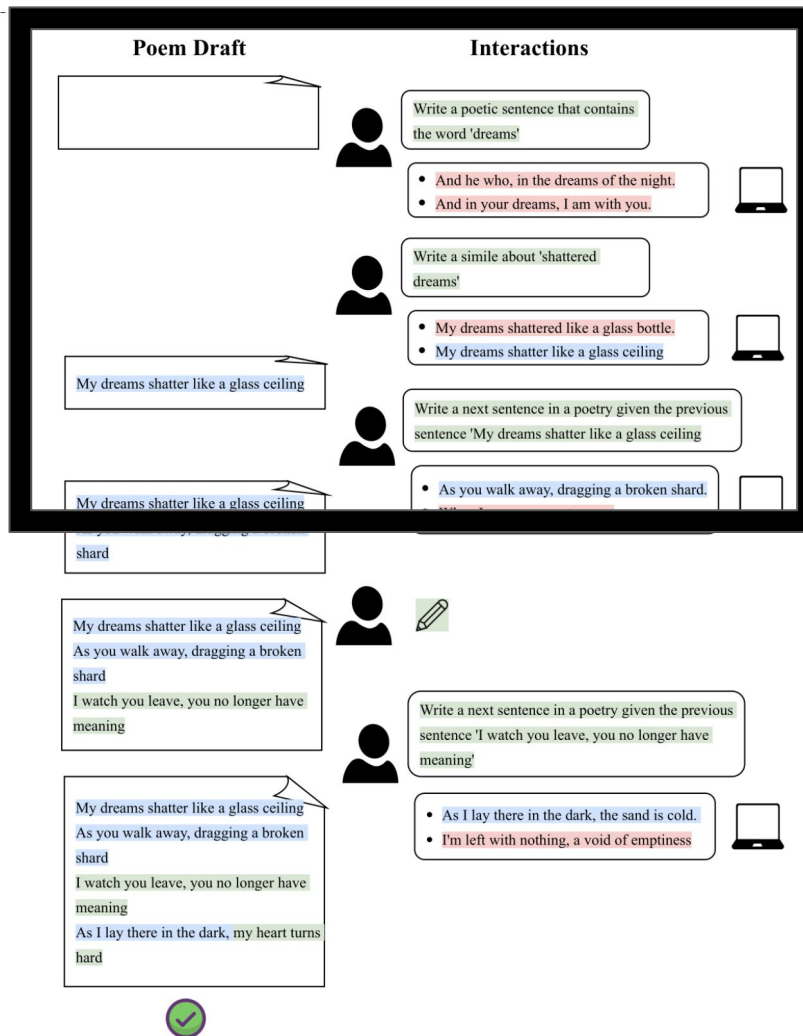 Poem Draft
Interactions
Write a poetic sentence that contains
the word 'dreams'
And he who, in the dreams of the night.
And in your dreams, I am with you.
Write a simile about 'shattered
dreams'
My dreams shattered like a glass bottle.
My dreams shatter like a glass ceiling
My dreams shatter like a glass ceiling
Write a next sentence in a poetry given the previous
sentence 'My dreams shatter like a glass ceiling
As you walk away, dragging a broken shard.
My dreams shatter like a glass ceiling
shard
My dreams shatter like a glass ceiling
As you walk away, dragging a broken
shard
I watch you leave, you no longer have
meaning
Write a next sentence in a poetry given the previous
sentence 'I watch you leave, you no longer have
meaning'
As I lay there in the dark, the sand is cold.
I'm left with nothing, a void of emptiness
My dreams shatter like a glass ceiling
As you walk away, dragging a broken
shard
I watch you leave, you no longer have
meaning
As I lay there in the dark, my heart turns
hard